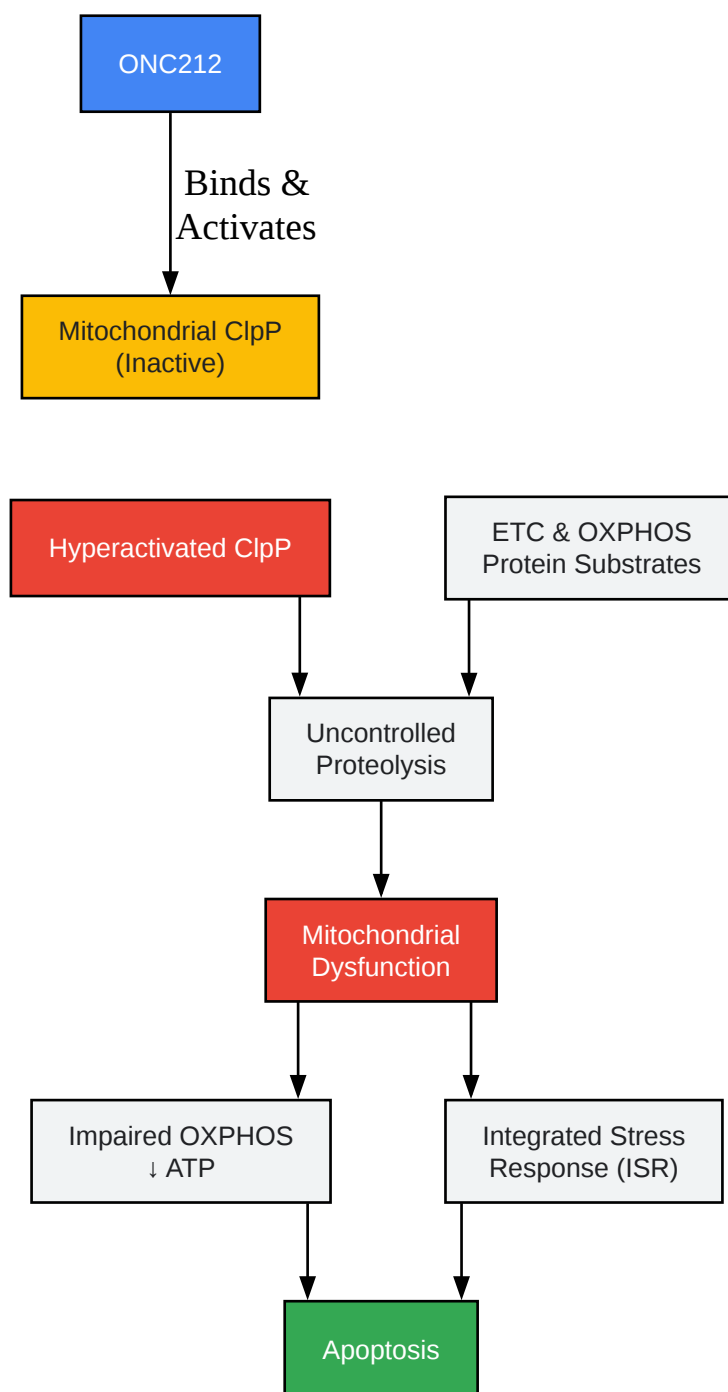 ONC212
Binds &
Activates
Mitochondrial ClpP
(Inactive)
Hyperactivated ClpP
ETC & OXPHOS
Protein Substrates
Uncontrolled
Proteolysis
Mitochondrial
Dysfunction
Impaired OXPHOS
↓ ATP
Integrated Stress
Response (ISR)
Apoptosis